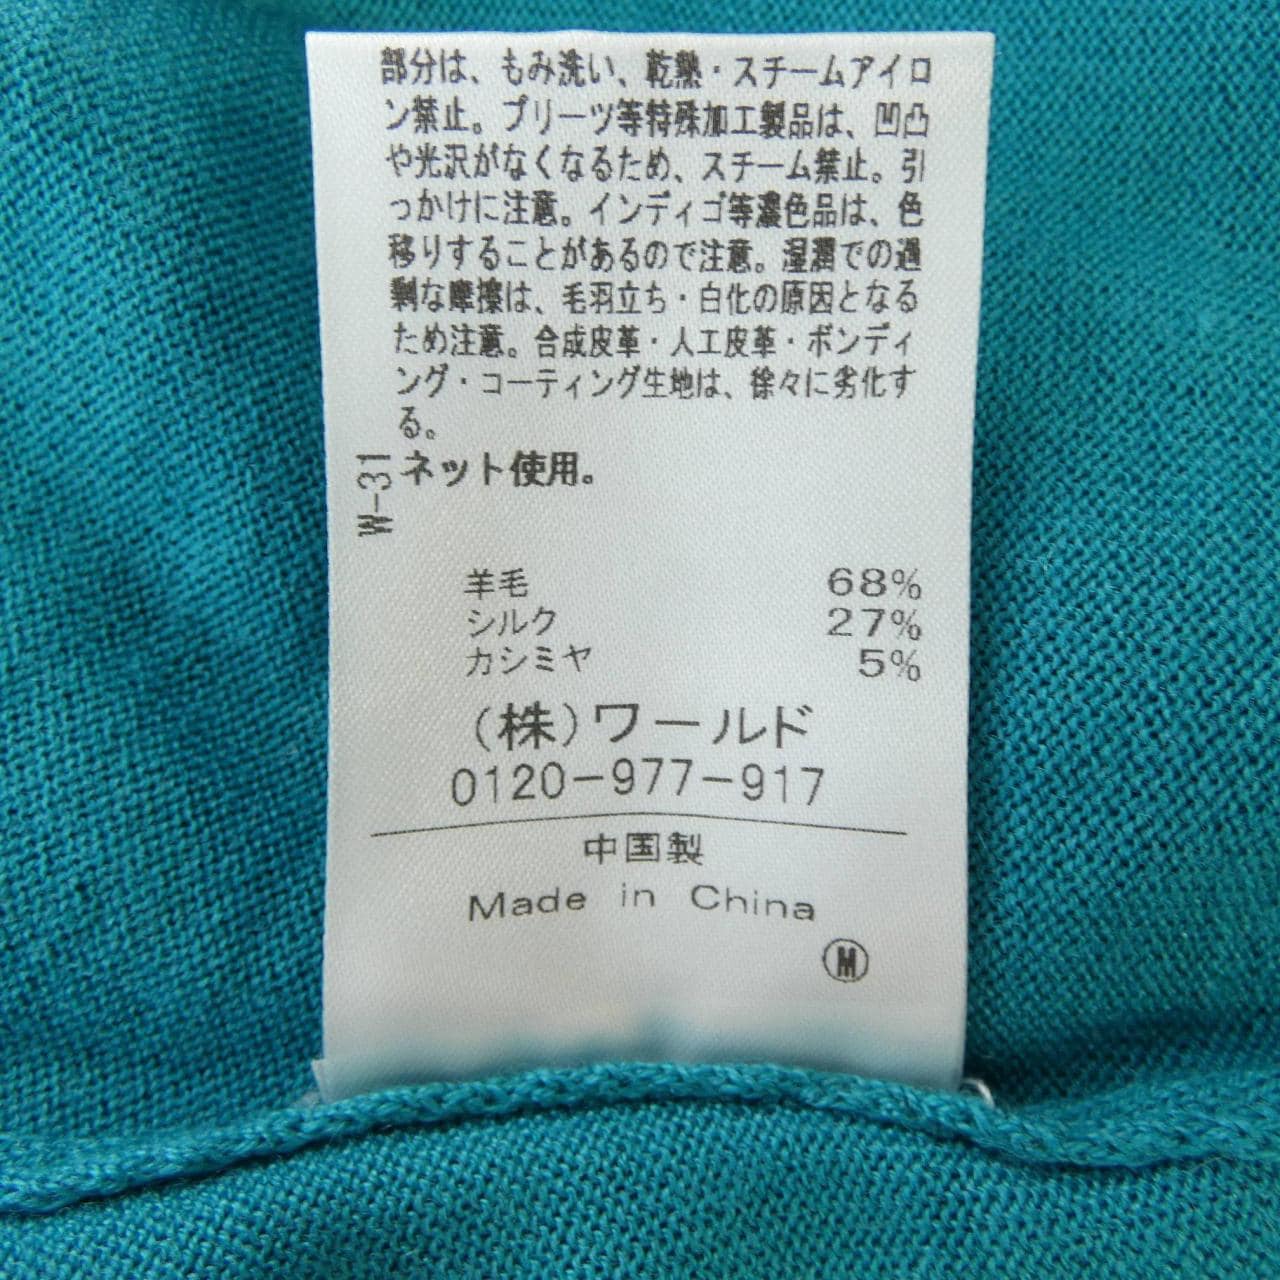 部分は、もみ洗い、乾熱・スチームアイロ
ン禁止。プリーツ等特殊加工製品は、凹凸
や光沢がなくなるため、スチーム禁止。引
っかけに注意。インディゴ等濃色品は、色
移りすることがあるので注意。湿潤での過
剰な摩擦は、毛羽立ち・白化の原因となる
ため注意。合成皮革・人工皮革・ボンディ
ング・コーティング生地は、徐々に劣化す
る。
ネット使用。
W-31
羊毛 68%
シルク 27%
カシミヤ 5%
(株)ワールド
0120-977-917
中国製
Made in China
Ⓜ